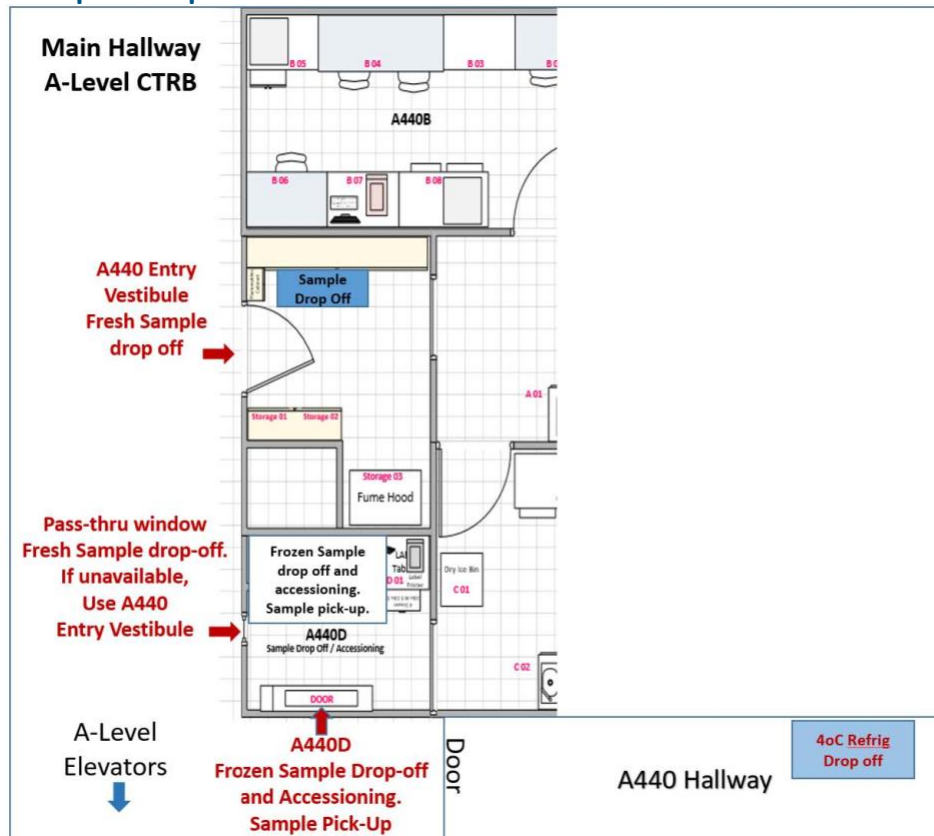 Main Hallway
A-Level CTRB
B 05
B 04
B 03
A440B
B 06
B 07
B 08
A440 Entry
Vestibule
Fresh Sample
drop off
Sample
Drop Off
A 01
Storage 01
Storage 02
Storage 03
Fume Hood
Pass-thru window
Fresh Sample drop-off.
If unavailable,
Use A440
Entry Vestibule
Frozen Sample
drop off and
accessioning.
Sample pick-up.
D 01
Label
Printer
Dry Ice Bin
C 01
A440D
Sample Drop Off / Accessioning
C 02
DOOR
A-Level
Elevators
A440D
Frozen Sample Drop-off
and Accessioning.
Sample Pick-Up
Door
A440 Hallway
4oC Refrig
Drop off